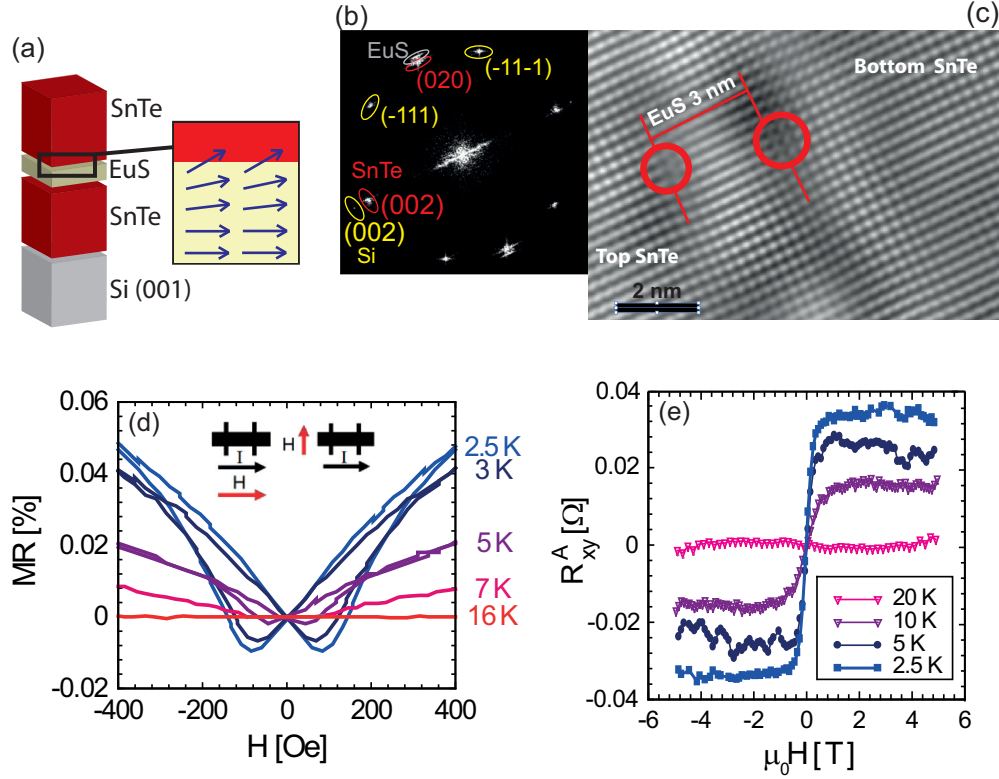 (a)
SnTe
EuS
SnTe
Si (001)
(b)
EuS
(020)
(-11-1)
(-111)
SnTe
(002)
(002)
Si
(c)
Bottom SnTe
EuS 3 nm
Top SnTe
2 nm
(d)
MR [%]
0.06
0.04
0.02
0
-0.02
I
H
H
I
2.5 K
3 K
5 K
7 K
16 K
-400
-200
0
200
400
H [Oe]
(e)
R^A_xy [Ω]
0.04
0.02
0
-0.02
-0.04
20 K
10 K
5 K
2.5 K
-6
-4
-2
0
2
4
6
μ₀H [T]